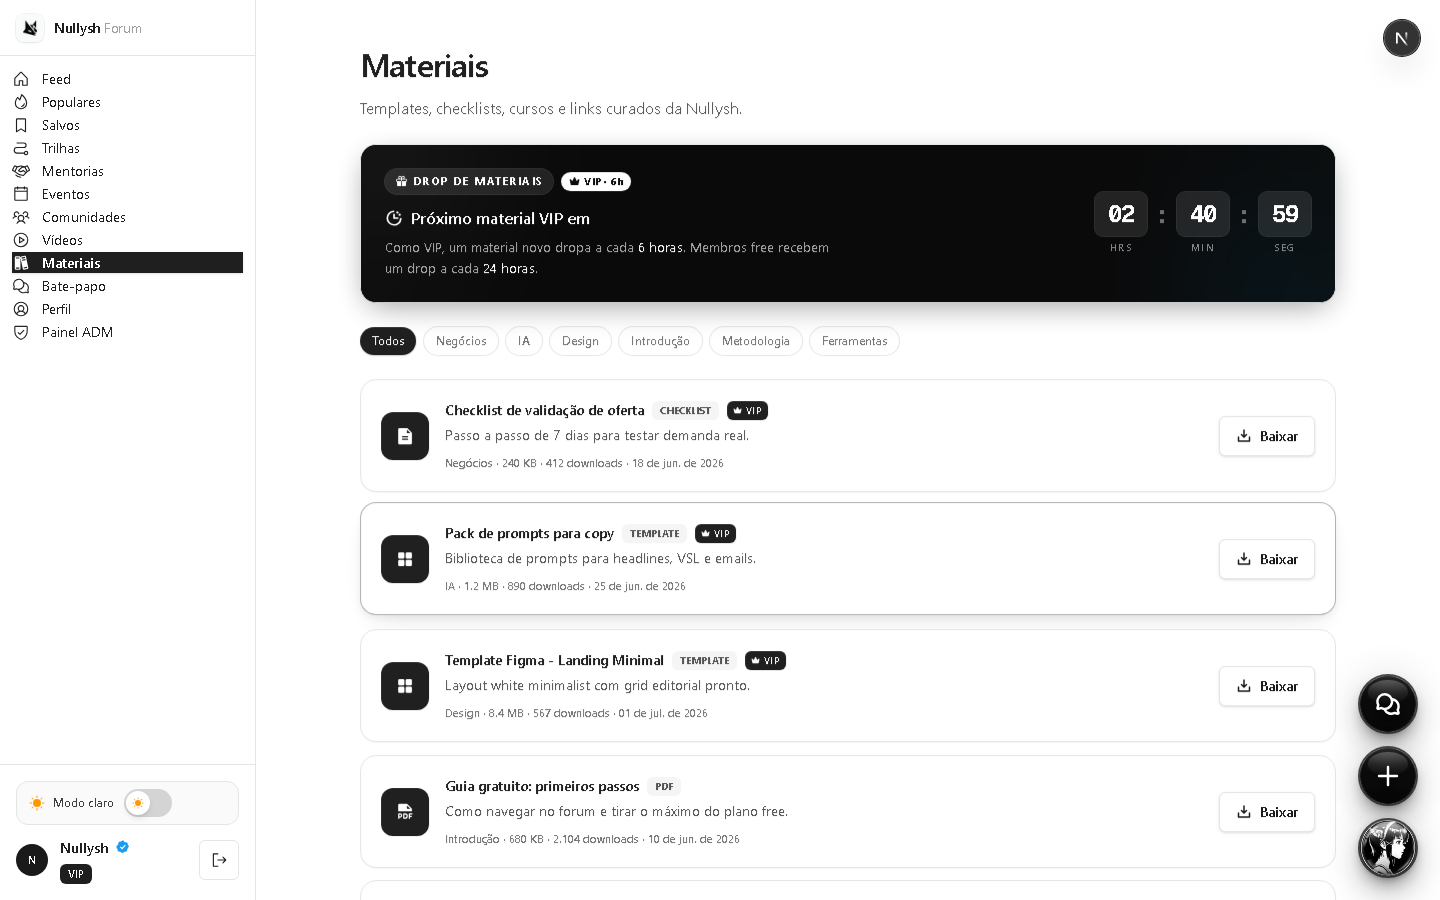 Nullysh Forum
Feed
Populares
Salvos
Trilhas
Mentorias
Eventos
Comunidades
Vídeos
Materiais
Bate-papo
Perfil
Painel ADM
Modo claro
N
Nullysh
VIP
N
Materiais
Templates, checklists, cursos e links curados da Nullysh.
DROP DE MATERIAIS
VIP · 6h
Próximo material VIP em
Como VIP, um material novo dropa a cada 6 horas. Membros free recebem
um drop a cada 24 horas.
02 : 40 : 59
HRS MIN SEG
Todos Negócios IA Design Introdução Metodologia Ferramentas
Checklist de validação de oferta CHECKLIST VIP
Passo a passo de 7 dias para testar demanda real.
Negócios · 240 KB · 412 downloads · 18 de jun. de 2026
Baixar
Pack de prompts para copy TEMPLATE VIP
Biblioteca de prompts para headlines, VSL e emails.
IA · 1.2 MB · 890 downloads · 25 de jun. de 2026
Baixar
Template Figma - Landing Minimal TEMPLATE VIP
Layout white minimalist com grid editorial pronto.
Design · 8.4 MB · 567 downloads · 01 de jul. de 2026
Baixar
PDF
Guia gratuito: primeiros passos PDF
Como navegar no forum e tirar o máximo do plano free.
Introdução · 680 KB · 2.104 downloads · 10 de jun. de 2026
Baixar